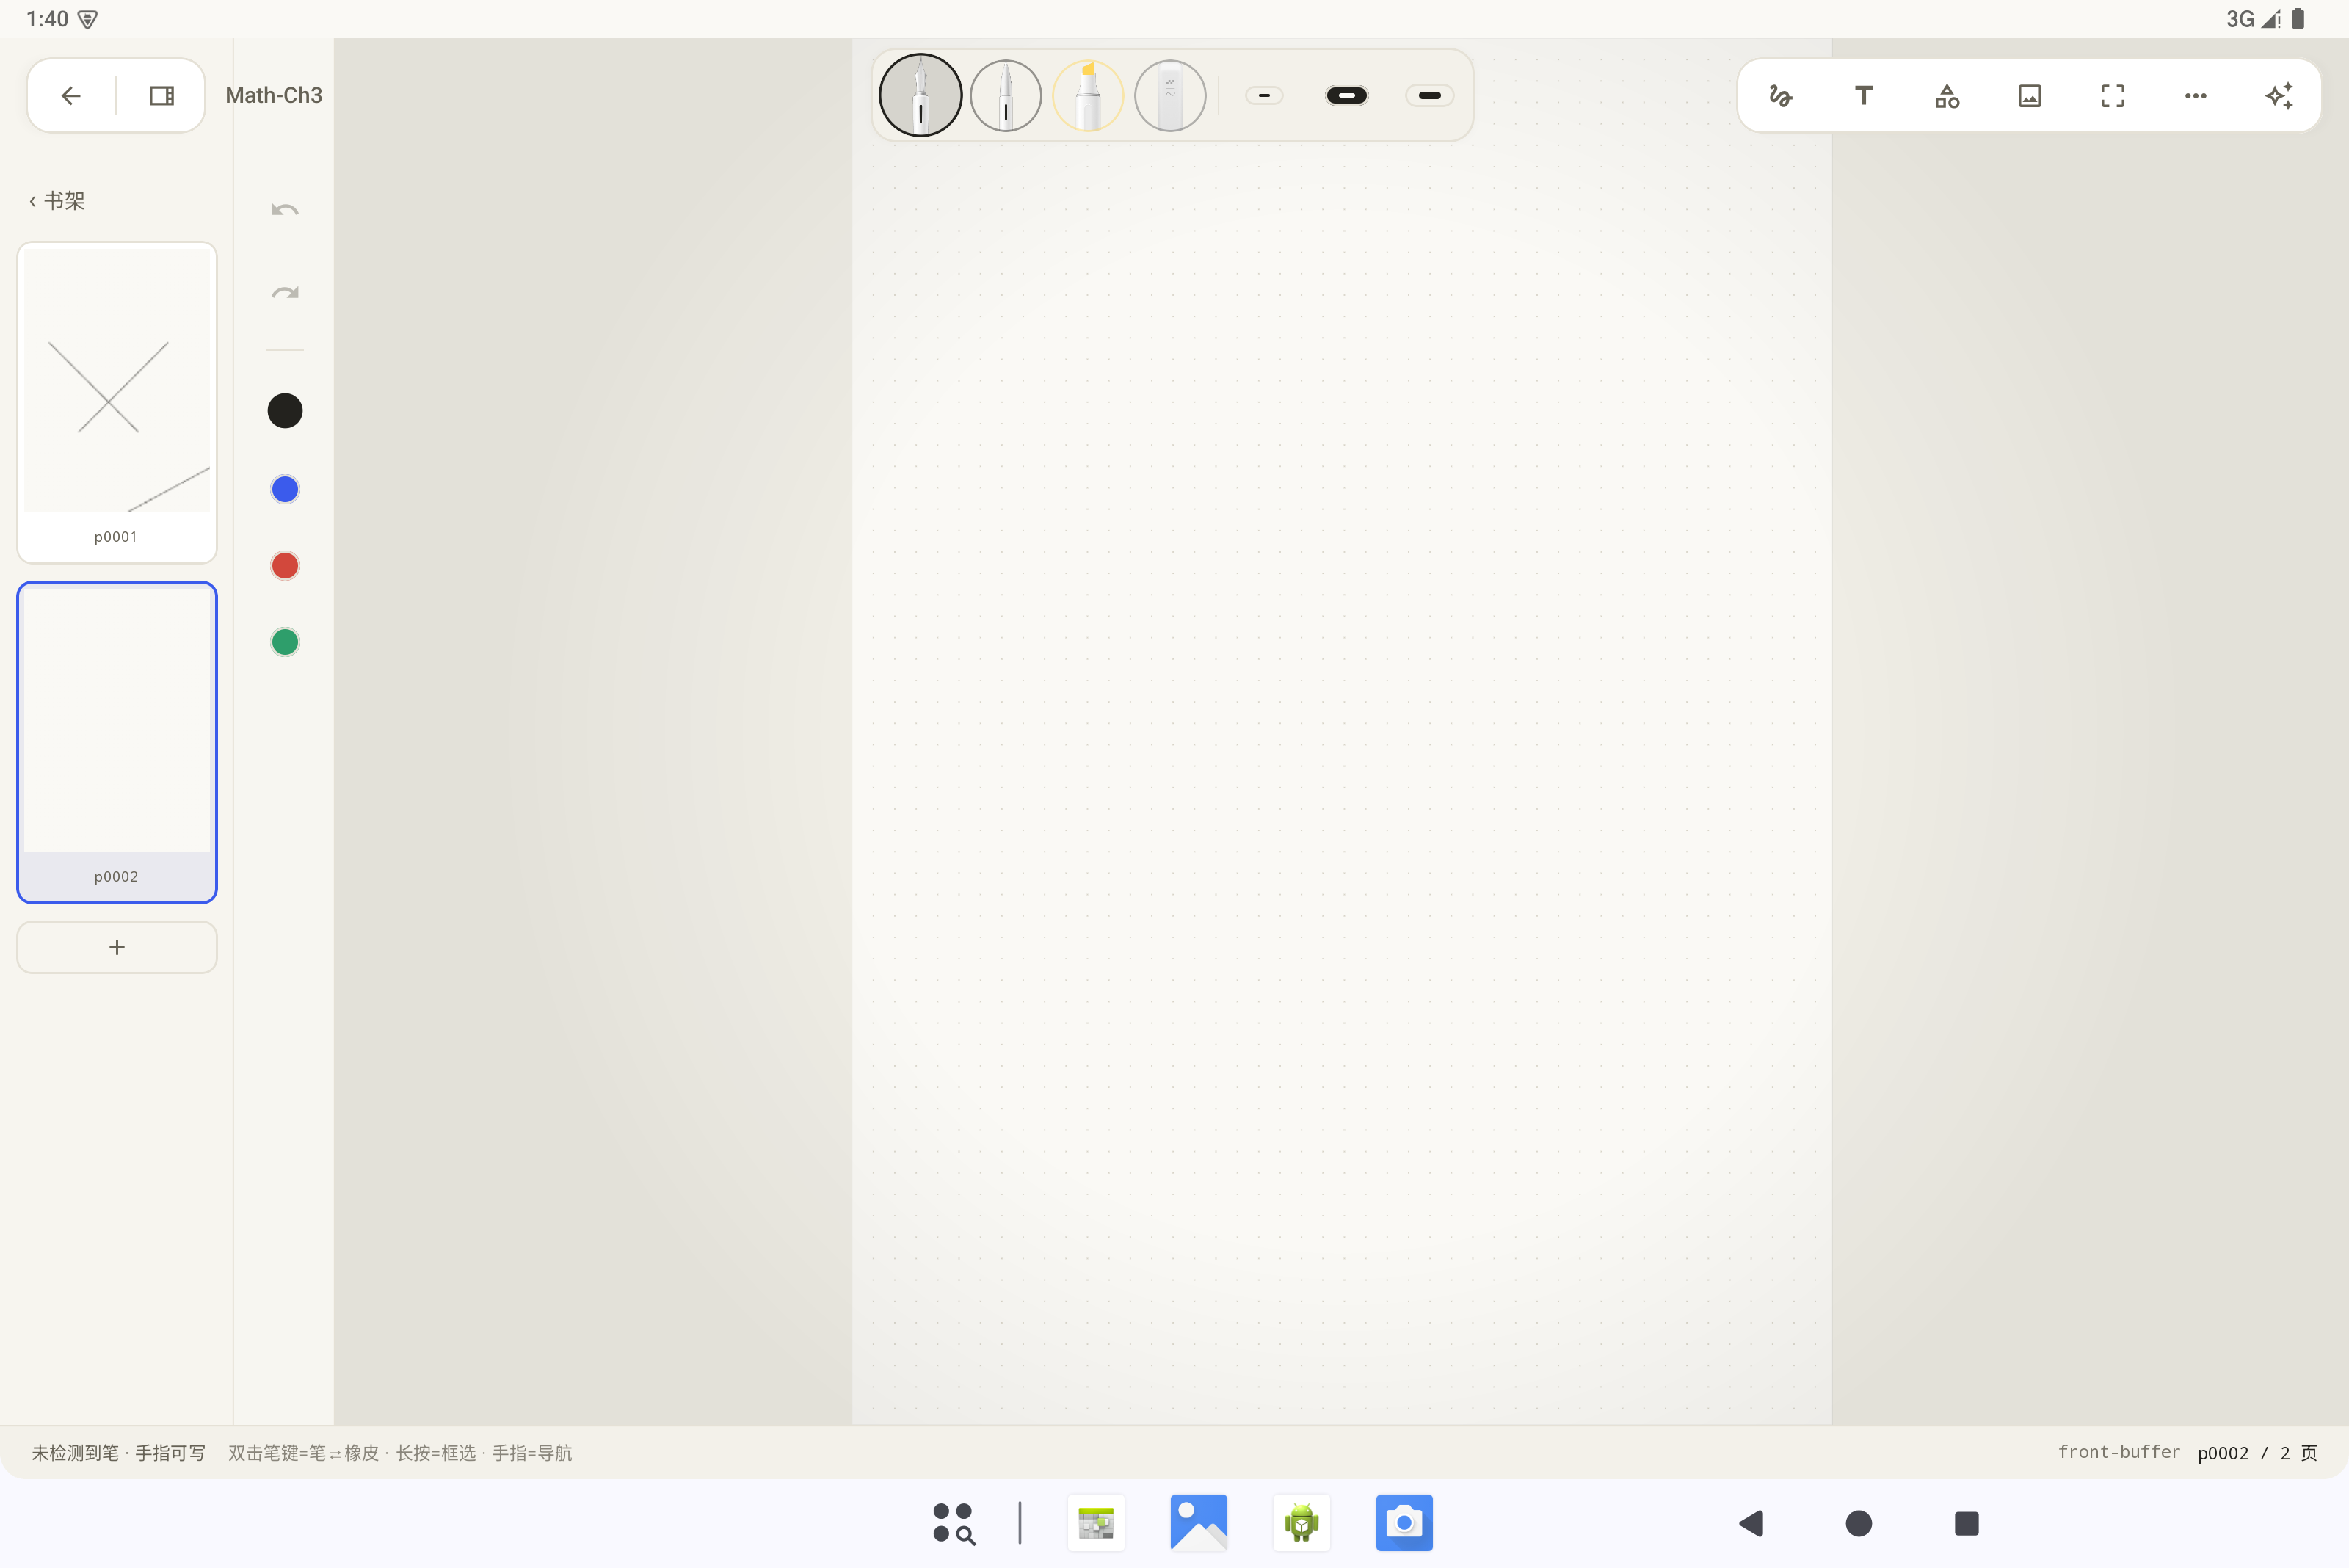 1:40
3G
Math-Ch3
T
‹ 书架
p0001
p0002
+
未检测到笔 · 手指可写 双击笔键=笔⇄橡皮 · 长按=框选 · 手指=导航
front-buffer p0002 / 2 页